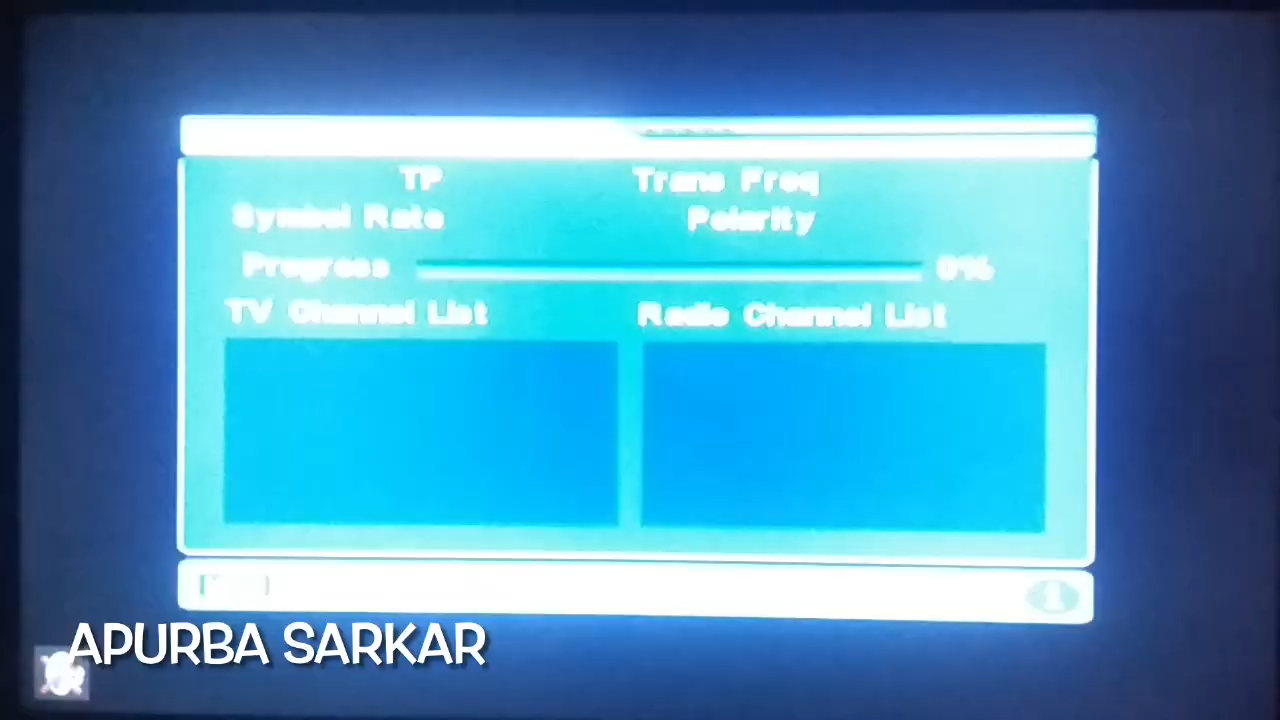 TP Trans Freq
Symbol Rate Polarity
Progress 0%
TV Channel List Radio Channel List
APURBA SARKAR